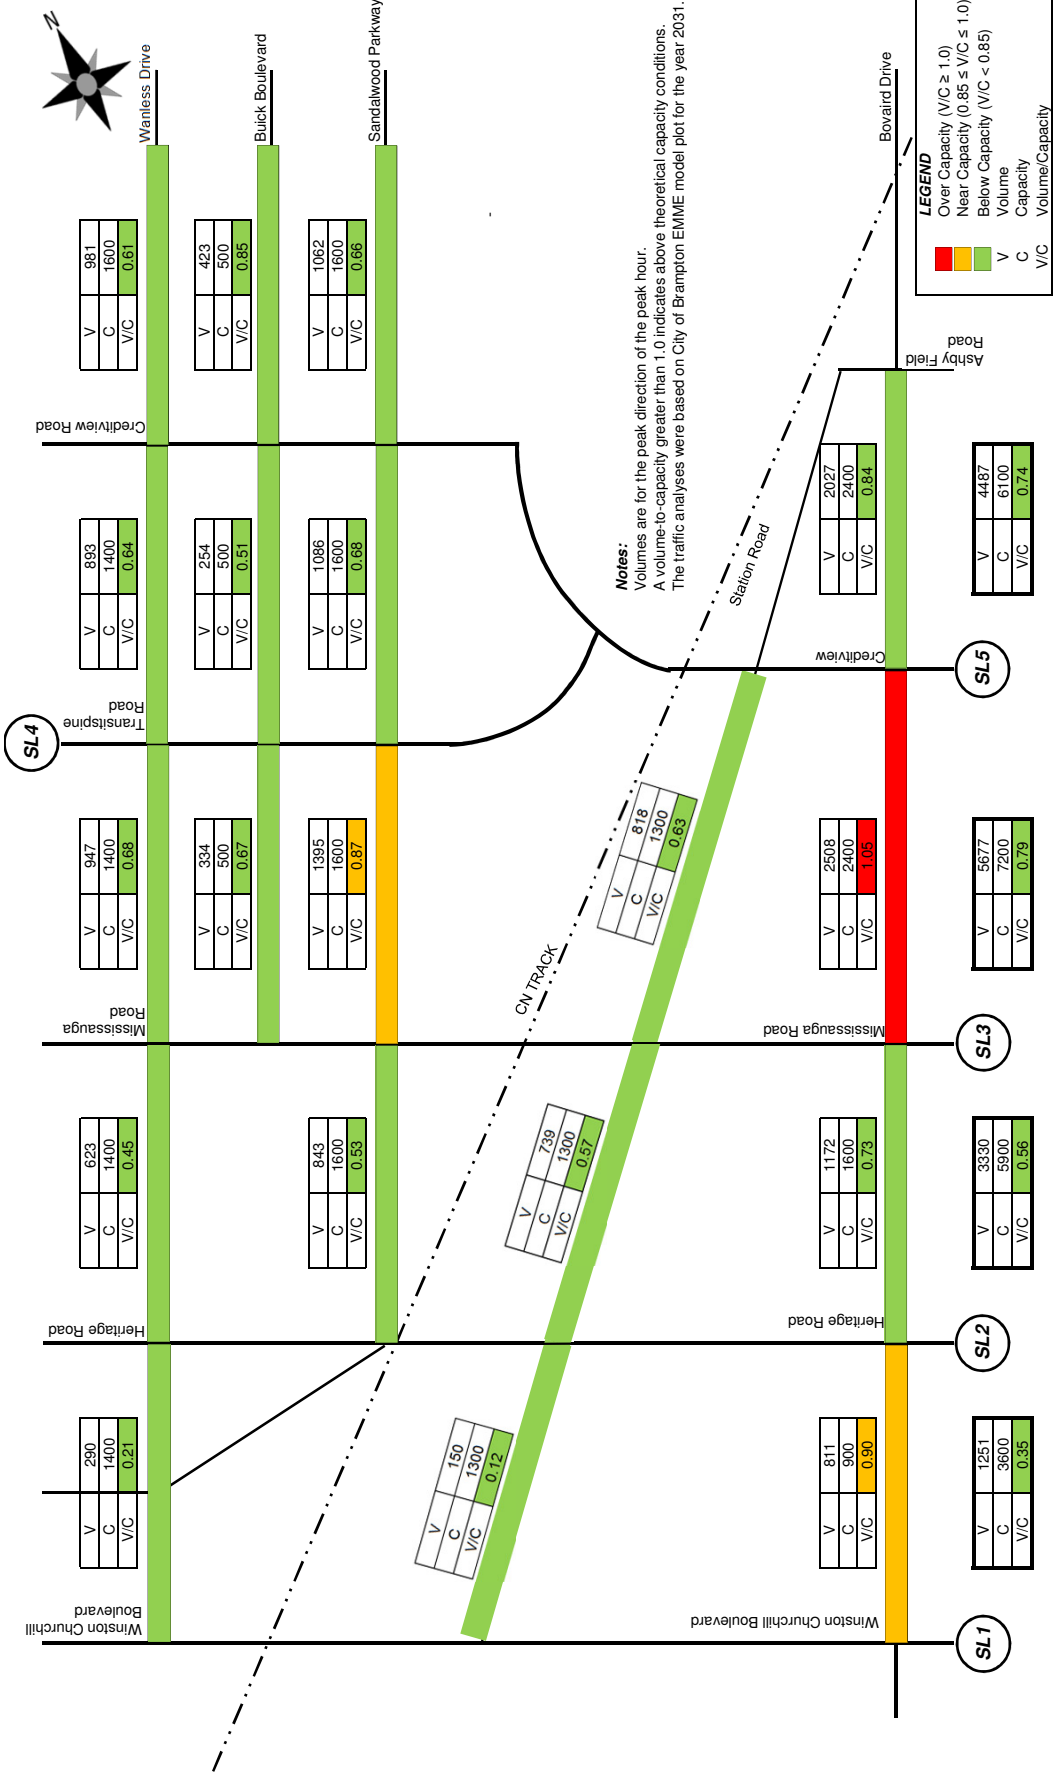 N
Wanless Drive
Buick Boulevard
Sandalwood Parkway
Bovaird Drive
Winston Churchill
Boulevard
Heritage Road
Mississauga
Road
Transitspine
Road
SL4
Creditview Road
V 290
C 1400
V/C 0.21
V 623
C 1400
V/C 0.45
V 947
C 1400
V/C 0.68
V 893
C 1400
V/C 0.64
V 981
C 1600
V/C 0.61
V 334
C 500
V/C 0.67
V 254
C 500
V/C 0.51
V 423
C 500
V/C 0.85
V 843
C 1600
V/C 0.53
V 1395
C 1600
V/C 0.87
V 1086
C 1600
V/C 0.68
V 1062
C 1600
V/C 0.66
CN TRACK
Station Road
V 150
C 1300
V/C 0.12
V 739
C 1300
V/C 0.57
V 818
C 1300
V/C 0.63
Notes:
Volumes are for the peak direction of the peak hour.
A volume-to-capacity greater than 1.0 indicates above theoretical capacity conditions.
The traffic analyses were based on City of Brampton EMME model plot for the year 2031.
Winston Churchill Boulevard
Heritage Road
Mississauga Road
Creditview
Ashby Field
Road
V 811
C 900
V/C 0.90
V 1172
C 1600
V/C 0.73
V 2508
C 2400
V/C 1.05
V 2027
C 2400
V/C 0.84
SL1
SL2
SL3
SL5
V 1251
C 3600
V/C 0.35
V 3330
C 5900
V/C 0.56
V 5677
C 7200
V/C 0.79
V 4487
C 6100
V/C 0.74
LEGEND
Over Capacity (V/C ≥ 1.0)
Near Capacity (0.85 ≤ V/C ≤ 1.0)
Below Capacity (V/C < 0.85)
V Volume
C Capacity
V/C Volume/Capacity